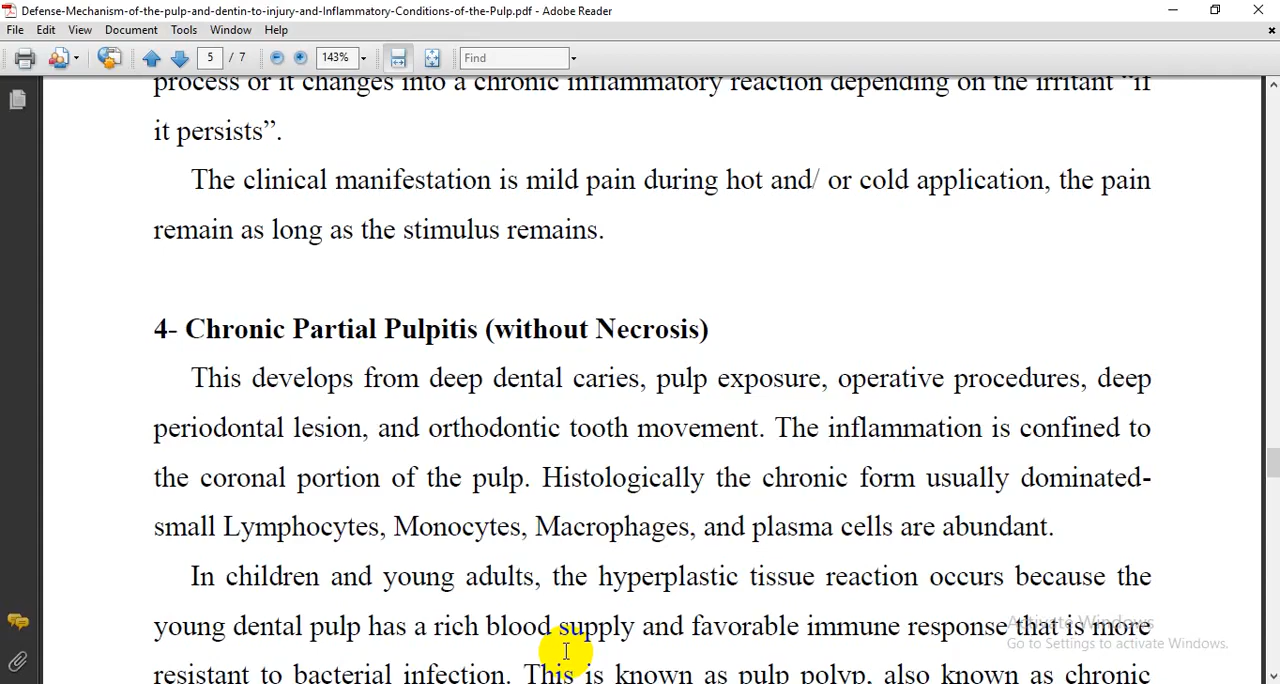 Defense-Mechanism-of-the-pulp-and-dentin-to-injury-and-Inflammatory-Conditions-of-the-Pulp.pdf - Adobe Reader
File Edit View Document Tools Window Help
5 / 7 143% Find
process or it changes into a chronic inflammatory reaction depending on the irritant “if
it persists”.
The clinical manifestation is mild pain during hot and/ or cold application, the pain
remain as long as the stimulus remains.
4- Chronic Partial Pulpitis (without Necrosis)
This develops from deep dental caries, pulp exposure, operative procedures, deep
periodontal lesion, and orthodontic tooth movement. The inflammation is confined to
the coronal portion of the pulp. Histologically the chronic form usually dominated-
small Lymphocytes, Monocytes, Macrophages, and plasma cells are abundant.
In children and young adults, the hyperplastic tissue reaction occurs because the
young dental pulp has a rich blood supply and favorable immune response that is more
Activate Windows
Go to Settings to activate Windows.
resistant to bacterial infection. This is known as pulp polyp, also known as chronic